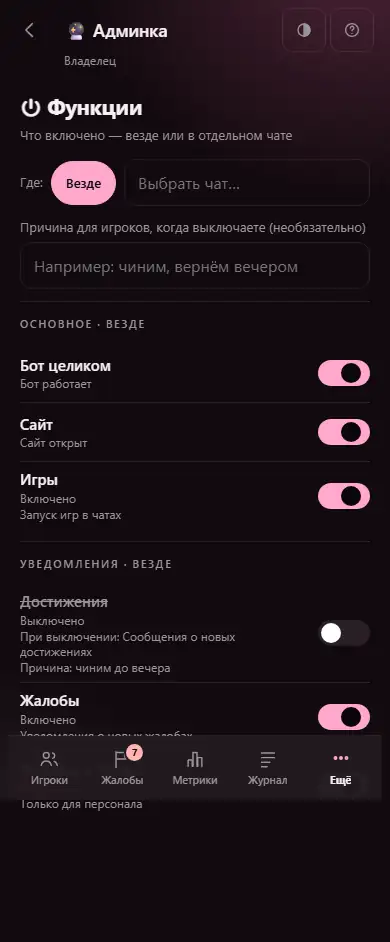 Админка
Владелец
Функции
Что включено — везде или в отдельном чате
Где: Везде Выбрать чат...
Причина для игроков, когда выключаете (необязательно)
Например: чиним, вернём вечером
ОСНОВНОЕ · ВЕЗДЕ
Бот целиком
Бот работает
Сайт
Сайт открыт
Игры
Включено
Запуск игр в чатах
УВЕДОМЛЕНИЯ · ВЕЗДЕ
Достижения
Выключено
При выключении: Сообщения о новых
достижениях
Причина: чиним до вечера
Жалобы
Включено
Уведомления о новых жалобах
7
Игроки Жалобы Метрики Журнал Ещё
Только для персонала